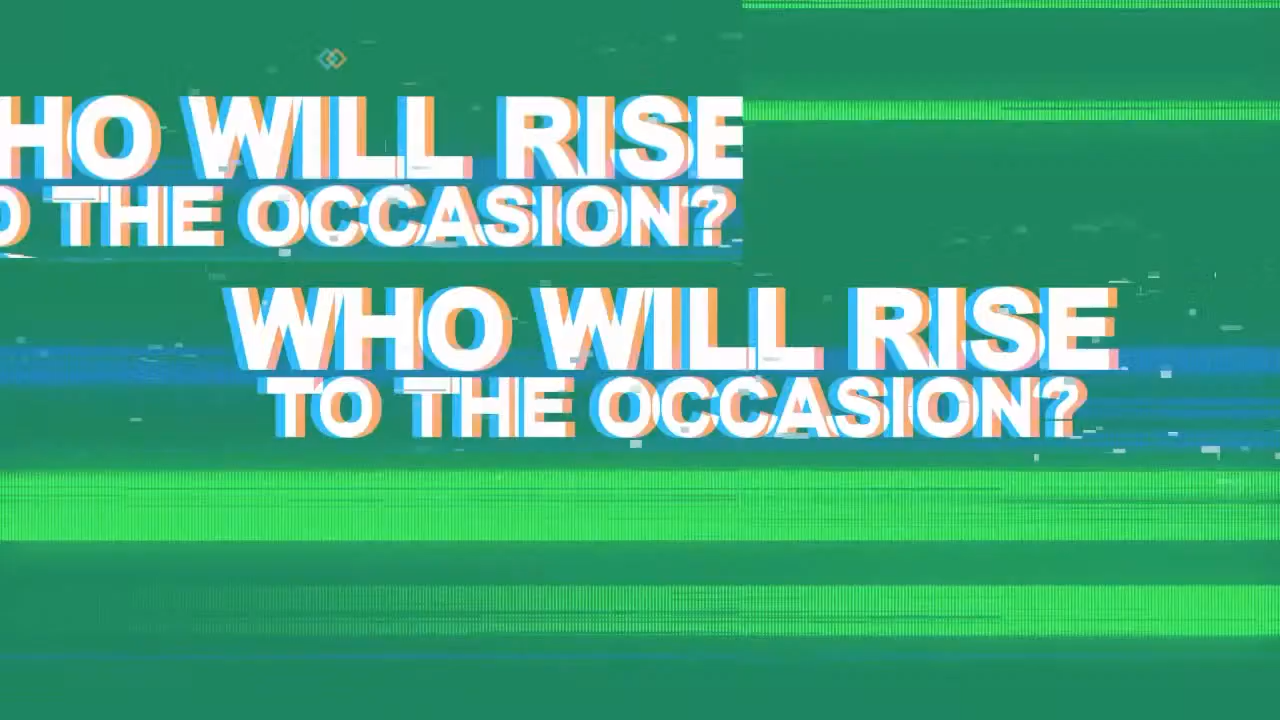 HO WILL RISE
O THE OCCASION?
WHO WILL RISE
TO THE OCCASION?